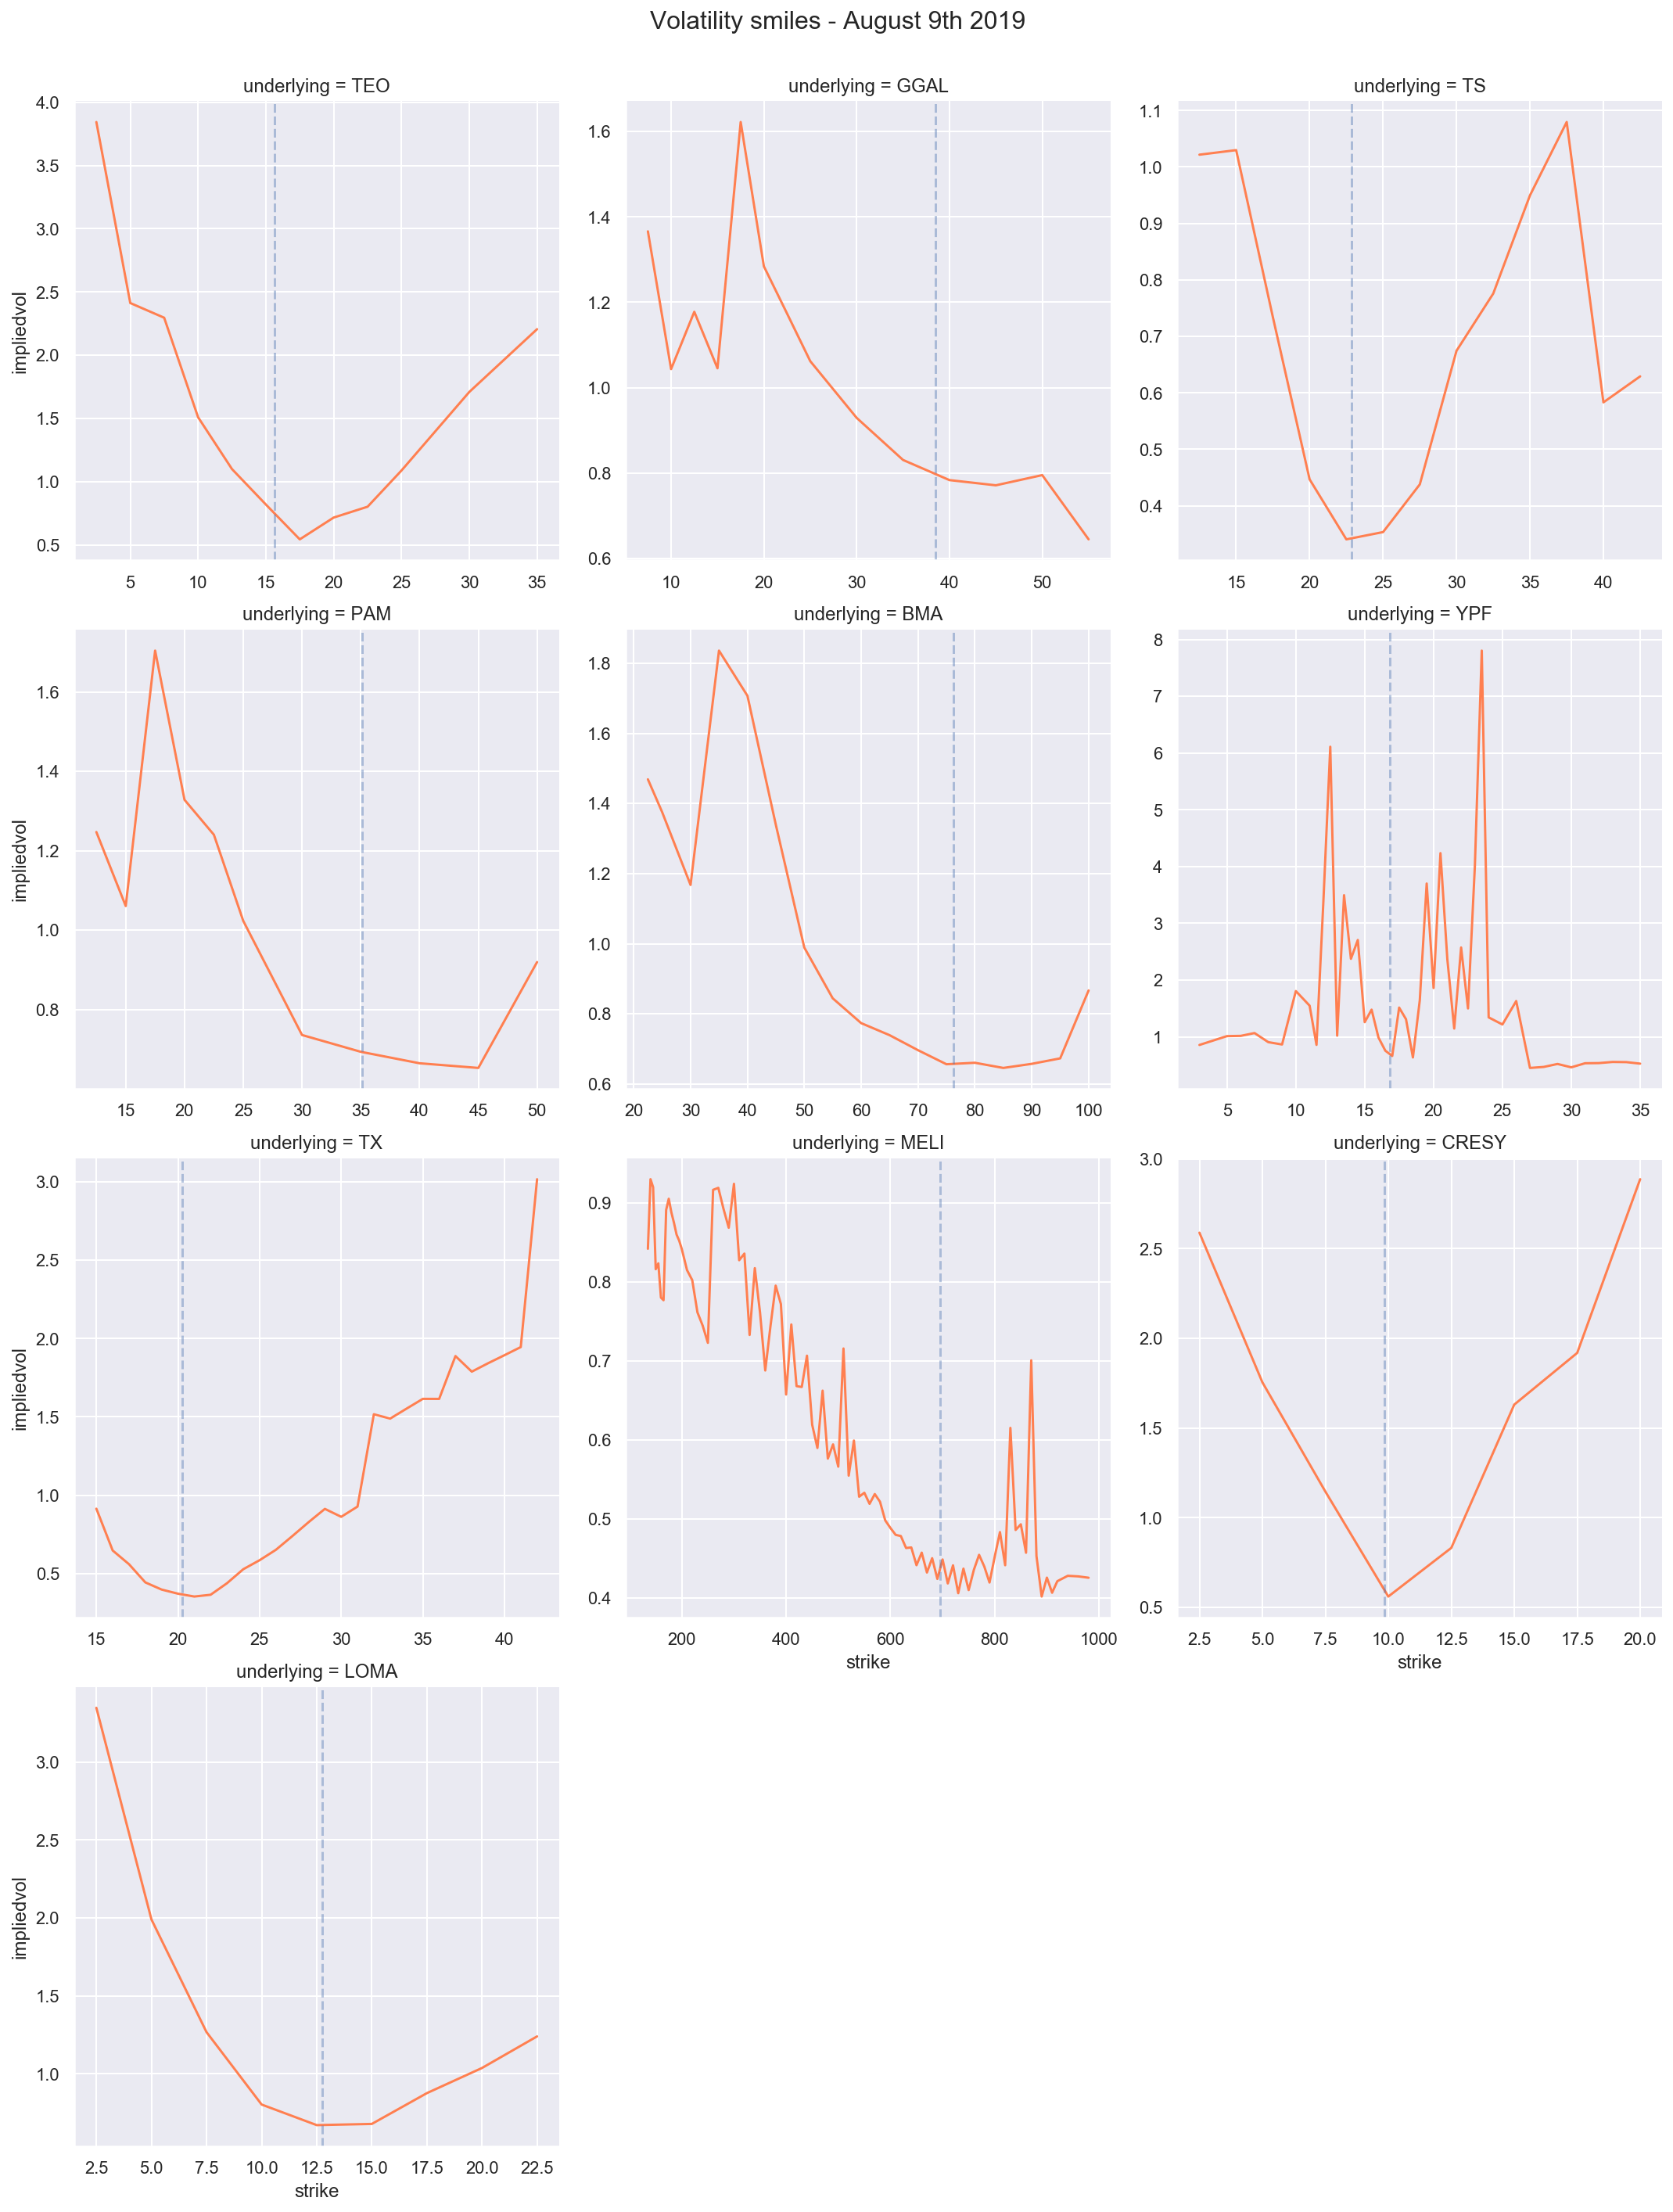 Volatility smiles - August 9th 2019
underlying = TEO
impliedvol
4.0
3.5
3.0
2.5
2.0
1.5
1.0
0.5
5 10 15 20 25 30 35
underlying = GGAL
1.6
1.4
1.2
1.0
0.8
0.6
10 20 30 40 50
underlying = TS
1.1
1.0
0.9
0.8
0.7
0.6
0.5
0.4
15 20 25 30 35 40
underlying = PAM
impliedvol
1.6
1.4
1.2
1.0
0.8
15 20 25 30 35 40 45 50
underlying = BMA
1.8
1.6
1.4
1.2
1.0
0.8
0.6
20 30 40 50 60 70 80 90 100
underlying = YPF
8
7
6
5
4
3
2
1
5 10 15 20 25 30 35
underlying = TX
impliedvol
3.0
2.5
2.0
1.5
1.0
0.5
15 20 25 30 35 40
underlying = MELI
0.9
0.8
0.7
0.6
0.5
0.4
200 400 600 800 1000
strike
underlying = CRESY
3.0
2.5
2.0
1.5
1.0
0.5
2.5 5.0 7.5 10.0 12.5 15.0 17.5 20.0
strike
underlying = LOMA
impliedvol
3.0
2.5
2.0
1.5
1.0
2.5 5.0 7.5 10.0 12.5 15.0 17.5 20.0 22.5
strike